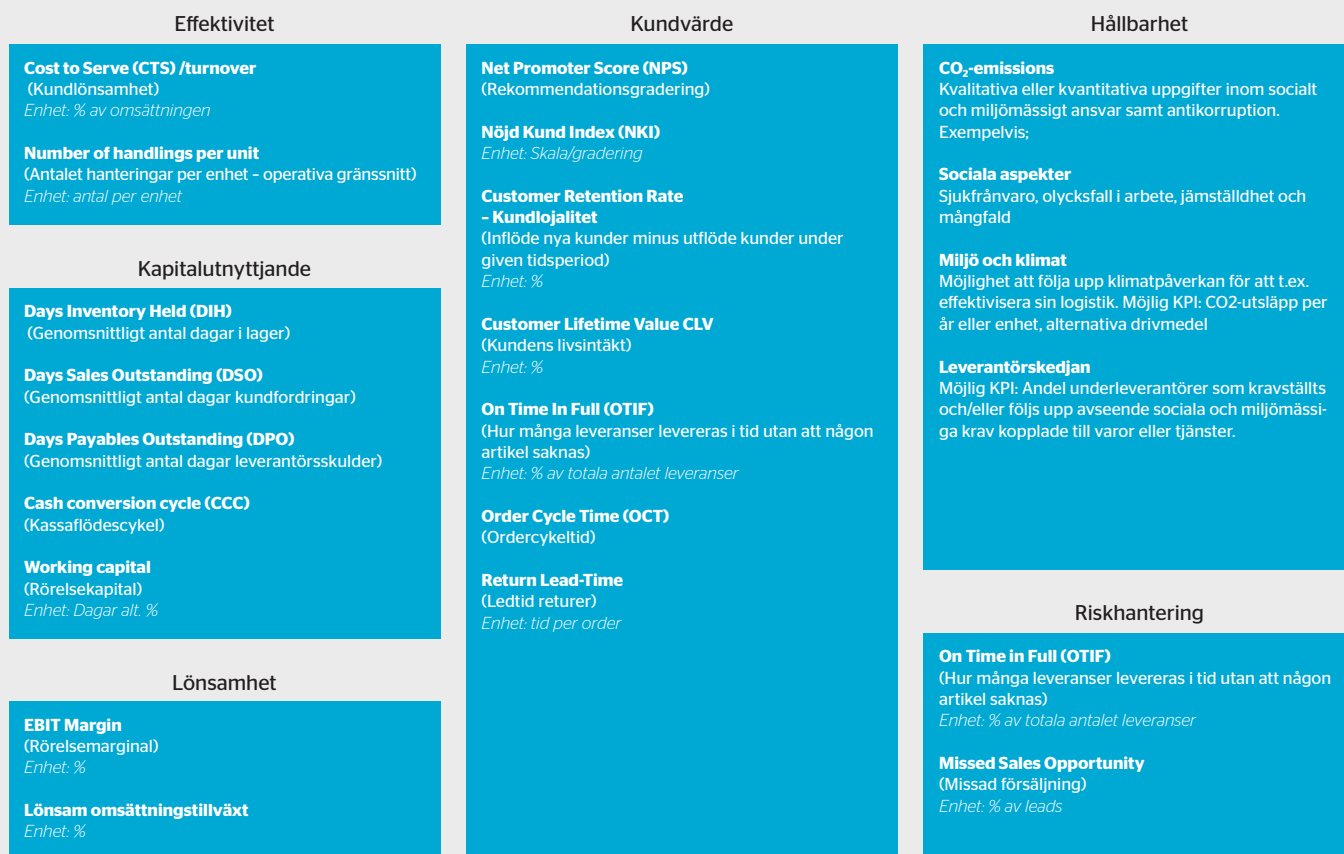 Effektivitet
Cost to Serve (CTS) /turnover
(Kundlönsamhet)
Enhet: % av omsättningen
Number of handlings per unit
(Antalet hanteringar per enhet – operativa gränssnitt)
Enhet: antal per enhet
Kapitalutnyttjande
Days Inventory Held (DIH)
(Genomsnittligt antal dagar i lager)
Days Sales Outstanding (DSO)
(Genomsnittligt antal dagar kundfordringar)
Days Payables Outstanding (DPO)
(Genomsnittligt antal dagar leverantörsskulder)
Cash conversion cycle (CCC)
(Kassaflödescykel)
Working capital
(Rörelsekapital)
Enhet: Dagar alt. %
Lönsamhet
EBIT Margin
(Rörelsemarginal)
Enhet: %
Lönsam omsättningstillväxt
Enhet: %
Kundvärde
Net Promoter Score (NPS)
(Rekommendationsgradering)
Nöjd Kund Index (NKI)
Enhet: Skala/gradering
Customer Retention Rate
– Kundlojalitet
(Inflöde nya kunder minus utflöde kunder under
given tidsperiod)
Enhet: %
Customer Lifetime Value CLV
(Kundens livsintäkt)
Enhet: %
On Time In Full (OTIF)
(Hur många leveranser levereras i tid utan att någon
artikel saknas)
Enhet: % av totala antalet leveranser
Order Cycle Time (OCT)
(Ordercykeltid)
Return Lead-Time
(Ledtid returer)
Enhet: tid per order
Hållbarhet
CO₂-emissions
Kvalitativa eller kvantitativa uppgifter inom socialt
och miljömässigt ansvar samt antikorruption.
Exempelvis;
Sociala aspekter
Sjukfrånvaro, olycksfall i arbete, jämställdhet och
mångfald
Miljö och klimat
Möjlighet att följa upp klimatpåverkan för att t.ex.
effektivisera sin logistik. Möjlig KPI: CO2-utsläpp per
år eller enhet, alternativa drivmedel
Leverantörskedjan
Möjlig KPI: Andel underleverantörer som kravställts
och/eller följs upp avseende sociala och miljömässi-
ga krav kopplade till varor eller tjänster.
Riskhantering
On Time in Full (OTIF)
(Hur många leveranser levereras i tid utan att någon
artikel saknas)
Enhet: % av totala antalet leveranser
Missed Sales Opportunity
(Missad försäljning)
Enhet: % av leads